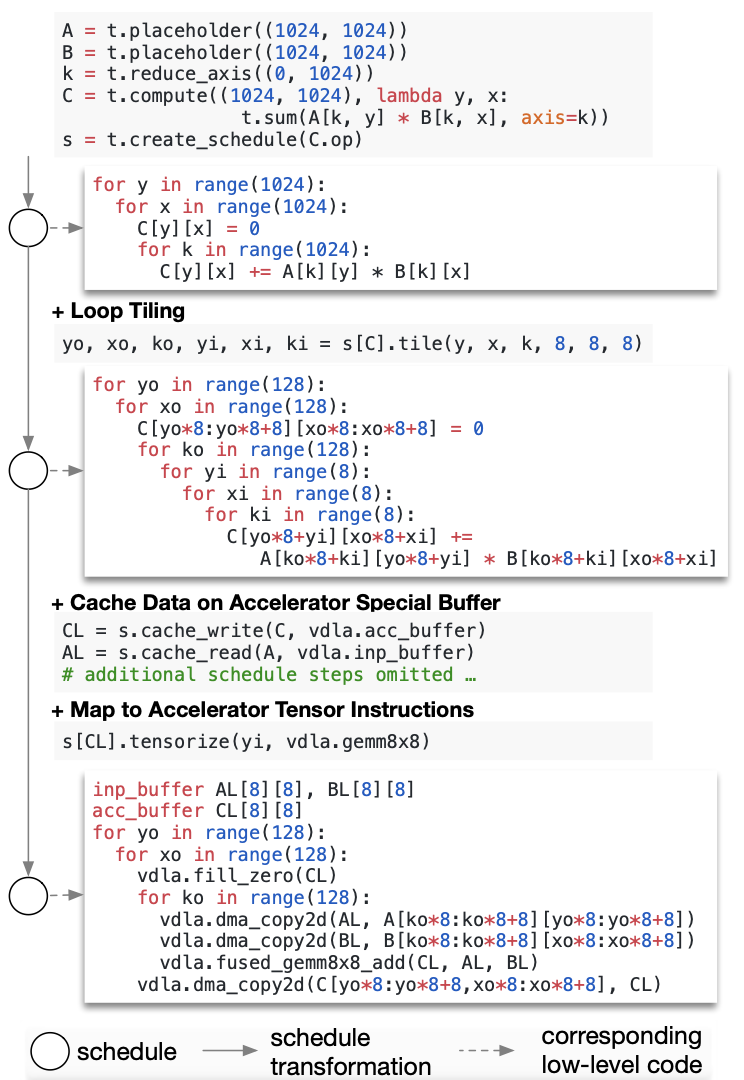 A = t.placeholder((1024, 1024))
B = t.placeholder((1024, 1024))
k = t.reduce_axis((0, 1024))
C = t.compute((1024, 1024), lambda y, x:
t.sum(A[k, y] * B[k, x], axis=k))
s = t.create_schedule(C.op)
for y in range(1024):
for x in range(1024):
C[y][x] = 0
for k in range(1024):
C[y][x] += A[k][y] * B[k][x]
+ Loop Tiling
yo, xo, ko, yi, xi, ki = s[C].tile(y, x, k, 8, 8, 8)
for yo in range(128):
for xo in range(128):
C[yo*8:yo*8+8][xo*8:xo*8+8] = 0
for ko in range(128):
for yi in range(8):
for xi in range(8):
for ki in range(8):
C[yo*8+yi][xo*8+xi] +=
A[ko*8+ki][yo*8+yi] * B[ko*8+ki][xo*8+xi]
+ Cache Data on Accelerator Special Buffer
CL = s.cache_write(C, vdla.acc_buffer)
AL = s.cache_read(A, vdla.inp_buffer)
# additional schedule steps omitted …
+ Map to Accelerator Tensor Instructions
s[CL].tensorize(yi, vdla.gemm8x8)
inp_buffer AL[8][8], BL[8][8]
acc_buffer CL[8][8]
for yo in range(128):
for xo in range(128):
vdla.fill_zero(CL)
for ko in range(128):
vdla.dma_copy2d(AL, A[ko*8:ko*8+8][yo*8:yo*8+8])
vdla.dma_copy2d(BL, B[ko*8:ko*8+8][xo*8:xo*8+8])
vdla.fused_gemm8x8_add(CL, AL, BL)
vdla.dma_copy2d(C[yo*8:yo*8+8,xo*8:xo*8+8], CL)
schedule
schedule
transformation
corresponding
low-level code